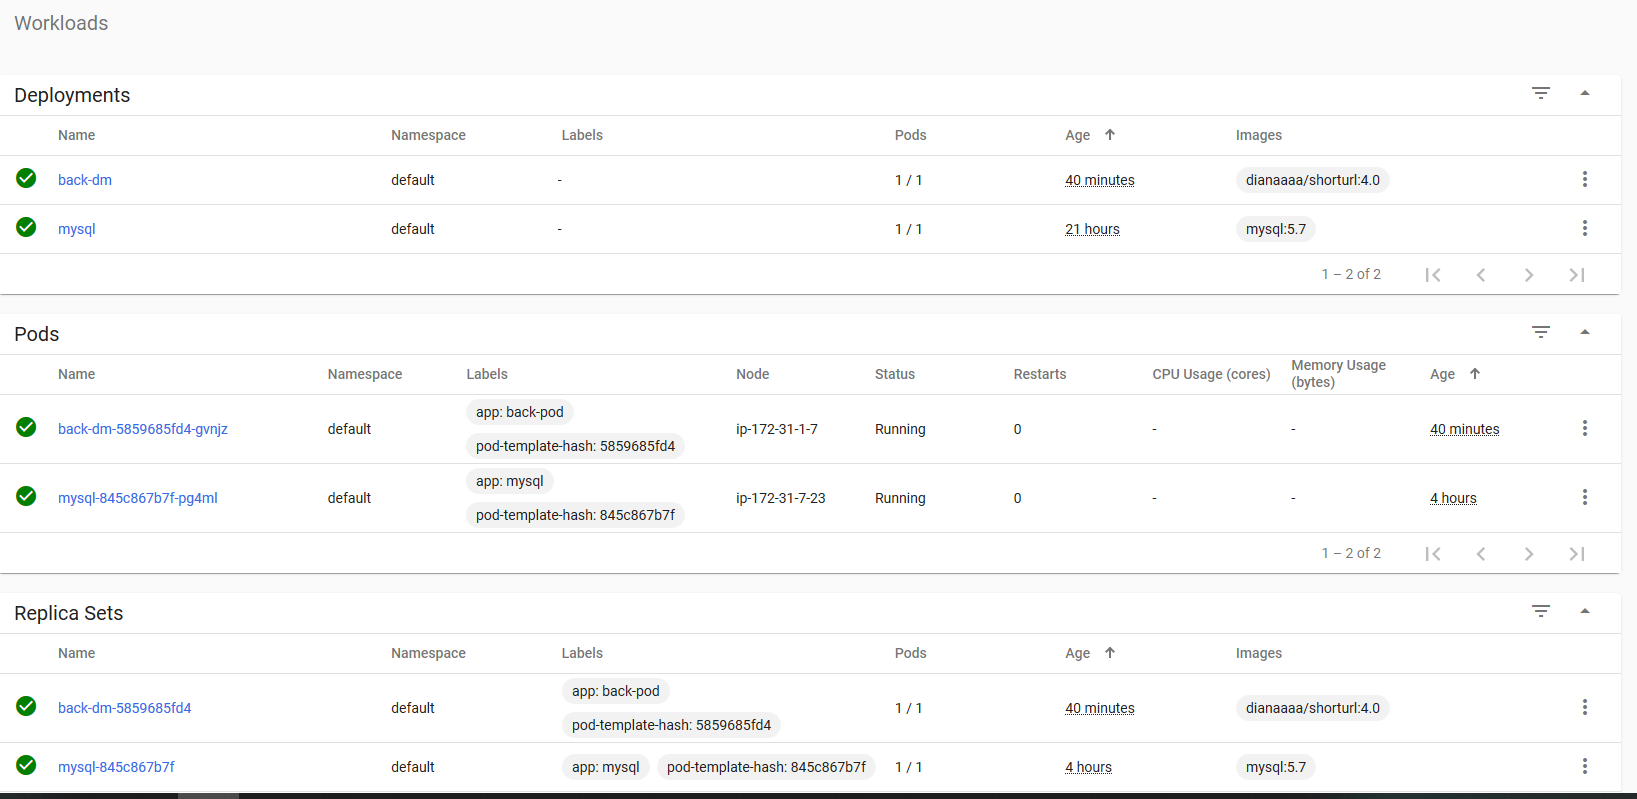 Workloads
Deployments
Name Namespace Labels Pods Age Images
back-dm default - 1 / 1 40 minutes dianaaaa/shorturl:4.0
mysql default - 1 / 1 21 hours mysql:5.7
1 – 2 of 2
Pods
Name Namespace Labels Node Status Restarts CPU Usage (cores) Memory Usage (bytes) Age
app: back-pod
back-dm-5859685fd4-gvnjz default ip-172-31-1-7 Running 0 - - 40 minutes
pod-template-hash: 5859685fd4
app: mysql
mysql-845c867b7f-pg4ml default ip-172-31-7-23 Running 0 - - 4 hours
pod-template-hash: 845c867b7f
1 – 2 of 2
Replica Sets
Name Namespace Labels Pods Age Images
app: back-pod
back-dm-5859685fd4 default 1 / 1 40 minutes dianaaaa/shorturl:4.0
pod-template-hash: 5859685fd4
mysql-845c867b7f default app: mysql pod-template-hash: 845c867b7f 1 / 1 4 hours mysql:5.7